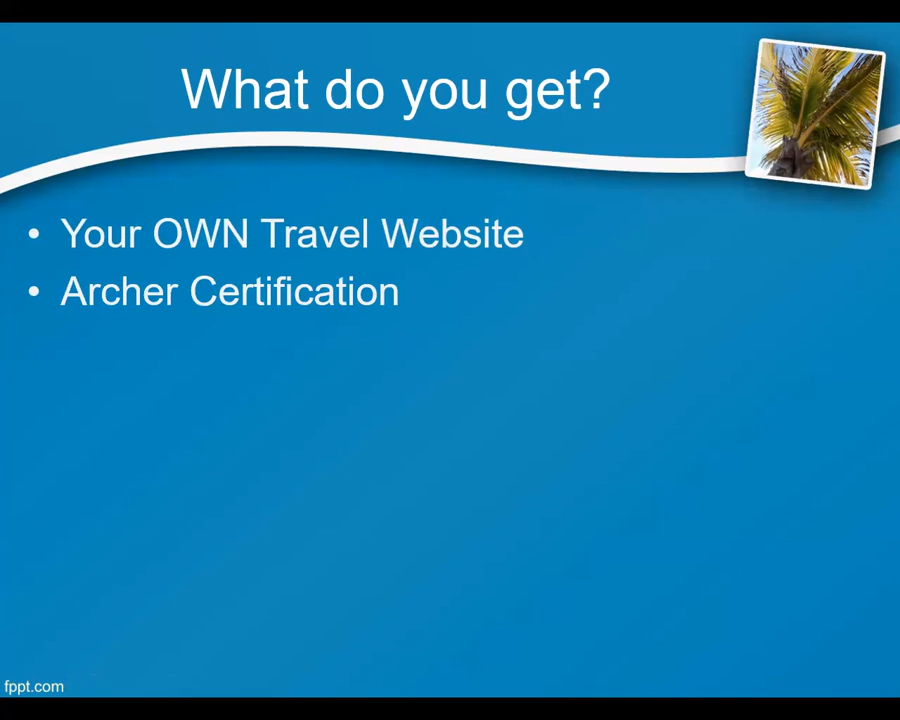 What do you get?
• Your OWN Travel Website
• Archer Certification
fppt.com